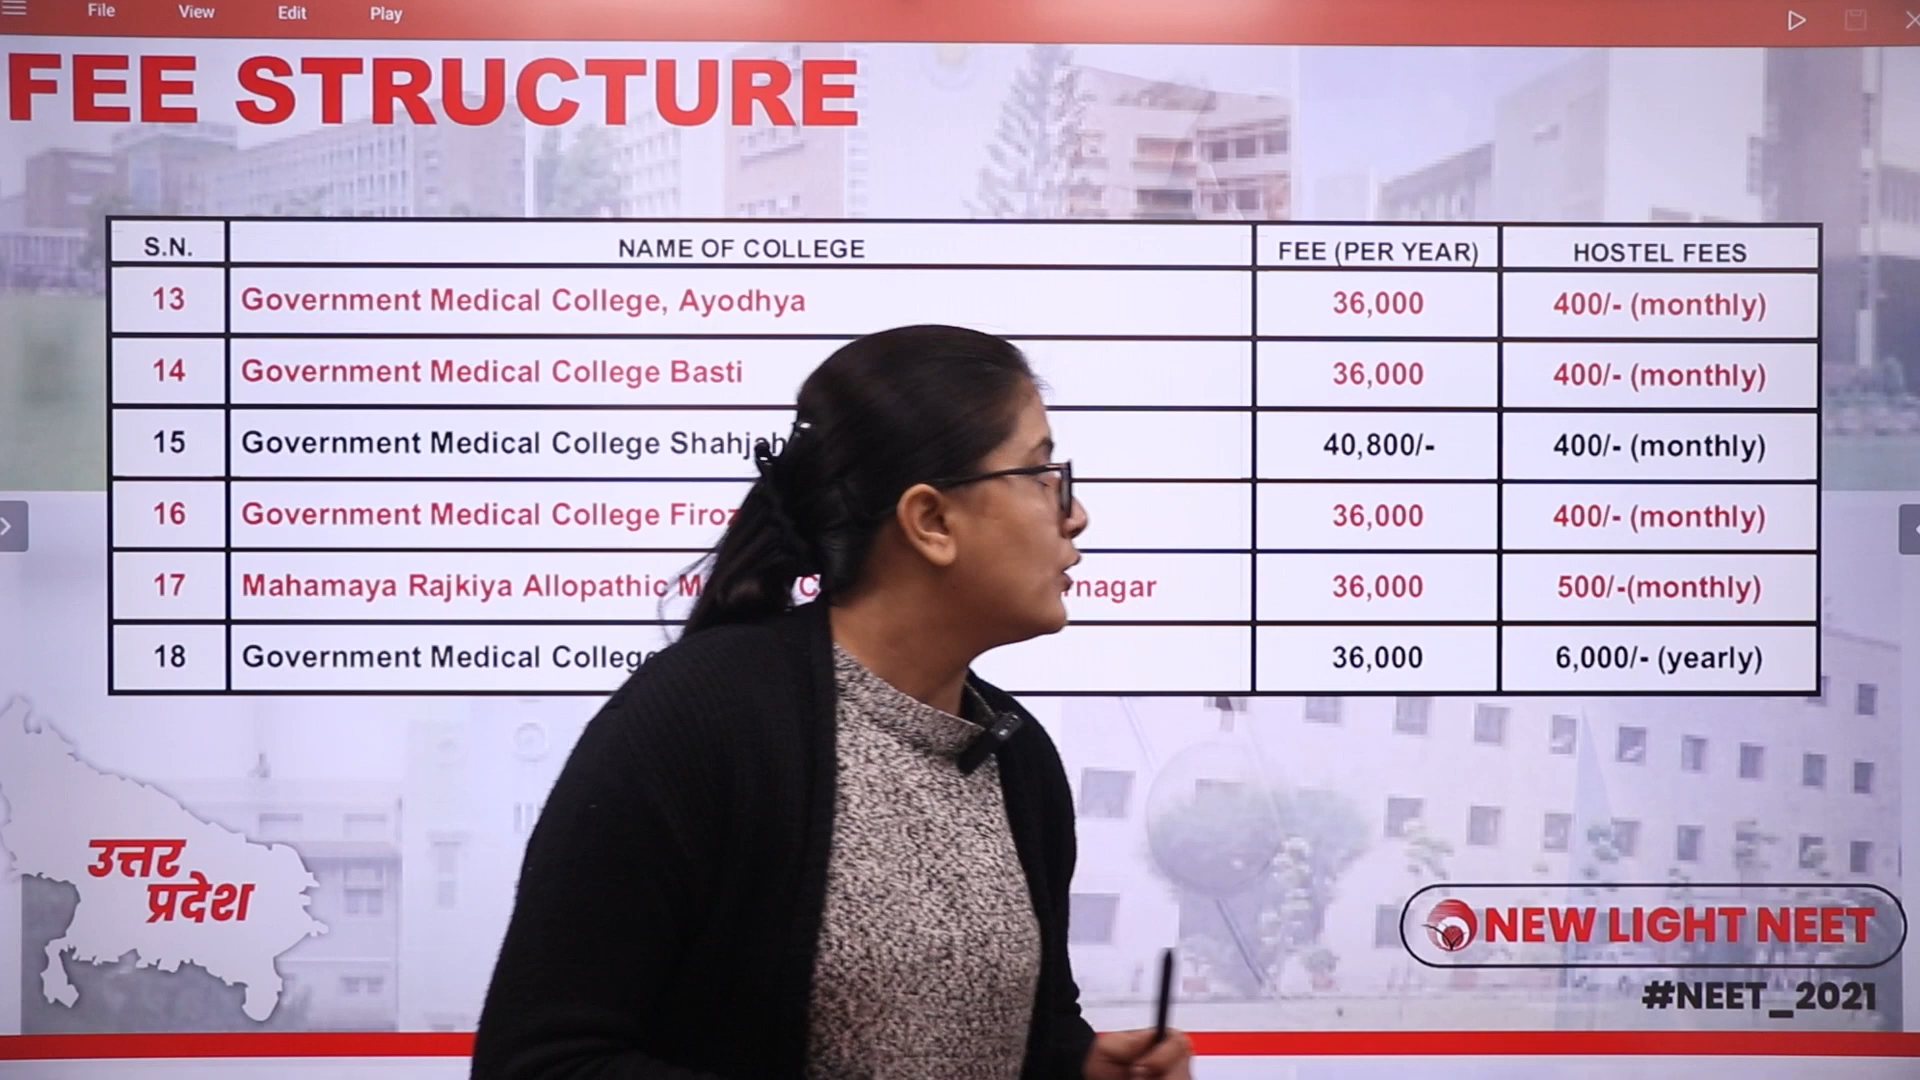 File View Edit Play
FEE STRUCTURE
S.N. NAME OF COLLEGE FEE (PER YEAR) HOSTEL FEES
13 Government Medical College, Ayodhya 36,000 400/- (monthly)
14 Government Medical College Basti 36,000 400/- (monthly)
15 Government Medical College 40,800/- 400/- (monthly)
16 Government Medical College 36,000 400/- (monthly)
17 Mahamaya Rajkiya Allopathic 36,000 500/-(monthly)
18 Government Medical 36,000 6,000/- (yearly)
उत्तर
प्रदेश
NEW LIGHT NEET
#NEET_2021